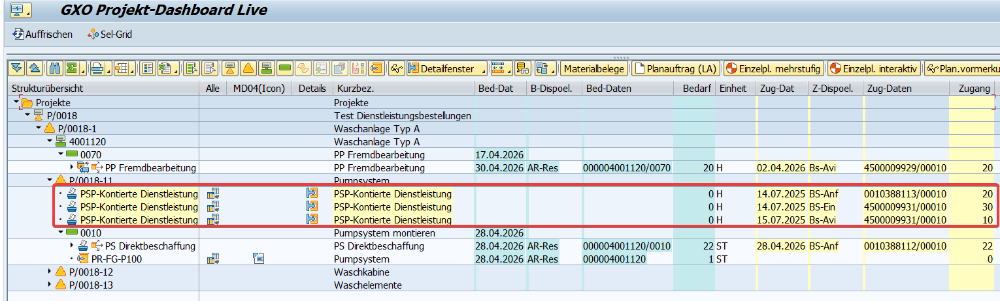 GXO Projekt-Dashboard Live
Auffrischen Sel-Grid
Detailfenster Materialbelege Planauftrag (LA) Einzelpl. mehrstufig Einzelpl. interaktiv Plan.vormerku
Strukturübersicht Alle MD04(Icon) Details Kurzbez. Bed-Dat B-Dispoel. Bed-Daten Bedarf Einheit Zug-Dat Z-Dispoel. Zug-Daten Zugang
Projekte Projekte
P/0018 Test Dienstleistungsbestellungen
P/0018-1 Waschanlage Typ A
4001120 Waschanlage Typ A
0070 PP Fremdbearbeitung 17.04.2026
PP Fremdbearbeitung PP Fremdbearbeitung 30.04.2026 AR-Res 000004001120/0070 20 H 02.04.2026 Bs-Avi 4500009929/00010 20
P/0018-11 Pumpsystem
PSP-Kontierte Dienstleistung PSP-Kontierte Dienstleistung 0 H 14.07.2025 BS-Anf 0010388113/00010 20
PSP-Kontierte Dienstleistung PSP-Kontierte Dienstleistung 0 H 14.07.2025 BS-Ein 4500009931/00010 30
PSP-Kontierte Dienstleistung PSP-Kontierte Dienstleistung 0 H 15.07.2025 Bs-Avi 4500009931/00010 10
0010 Pumpsystem montieren 28.04.2026
PS Direktbeschaffung PS Direktbeschaffung 28.04.2026 AR-Res 000004001120/0010 22 ST 28.04.2026 BS-Anf 0010388112/00010 22
PR-FG-P100 Pumpsystem 28.04.2026 AR-Res 000004001120 1 ST 0
P/0018-12 Waschkabine
P/0018-13 Waschelemente